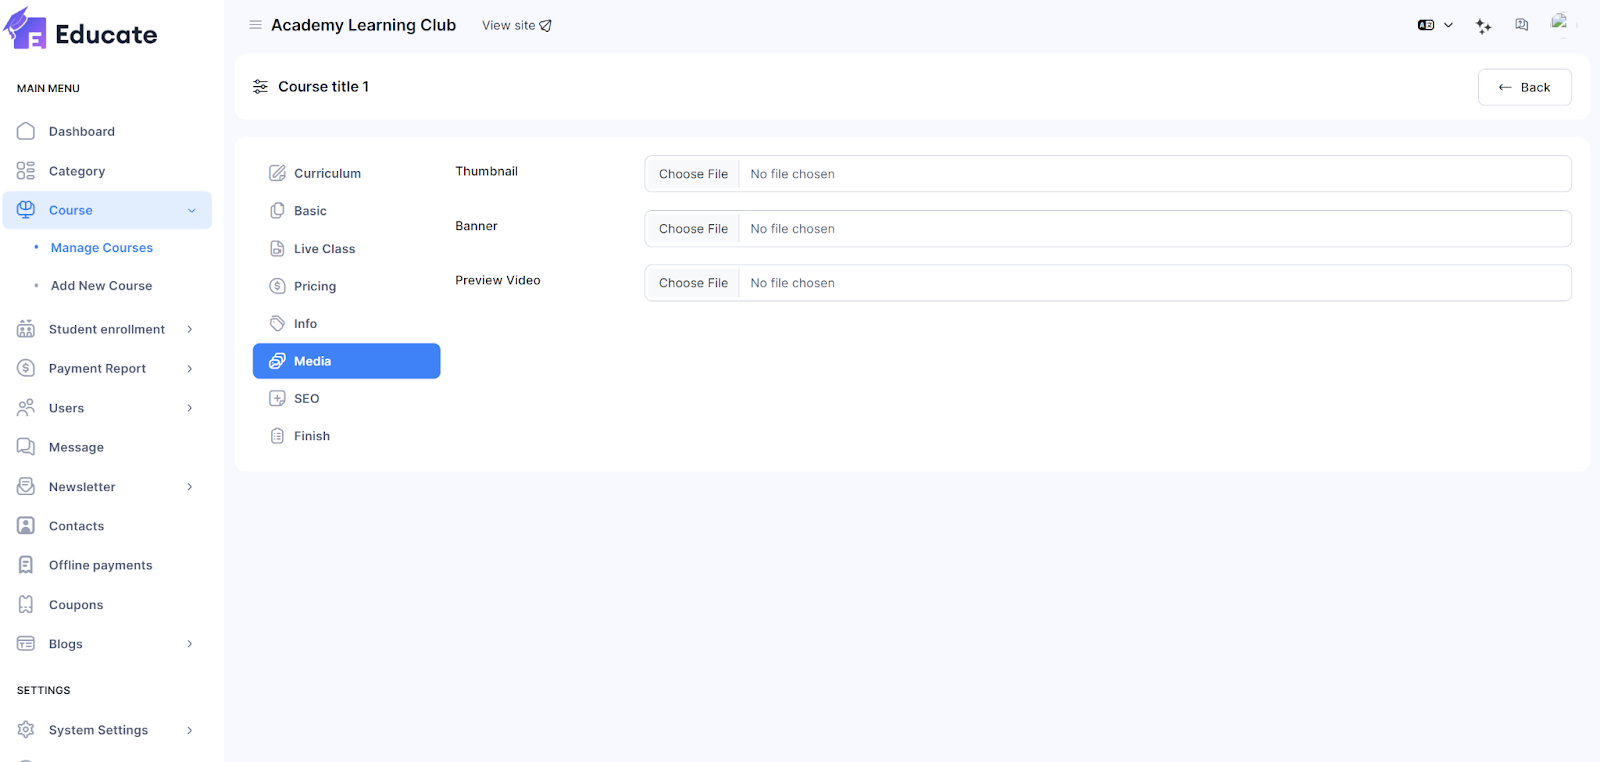 Educate
Academy Learning Club
View site
MAIN MENU
Dashboard
Category
Course
Manage Courses
Add New Course
Student enrollment
Payment Report
Users
Message
Newsletter
Contacts
Offline payments
Coupons
Blogs
SETTINGS
System Settings
Course title 1
Back
Curriculum
Basic
Live Class
Pricing
Info
Media
SEO
Finish
Thumbnail
Choose File No file chosen
Banner
Choose File No file chosen
Preview Video
Choose File No file chosen